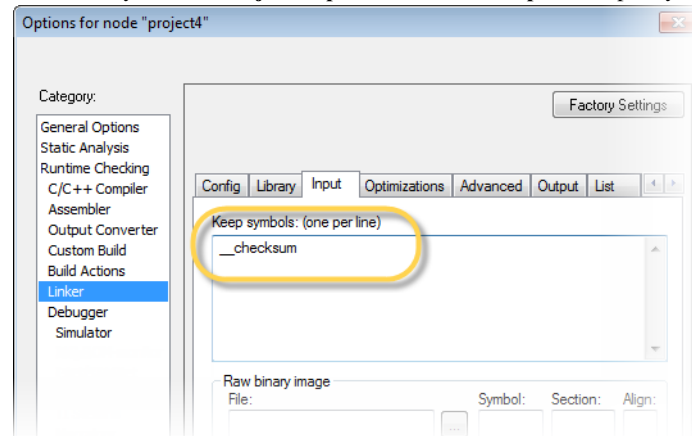 Options for node "project4"
Category:
Factory Settings
General Options
Static Analysis
Runtime Checking
C/C++ Compiler
Assembler
Output Converter
Custom Build
Build Actions
Linker
Debugger
Simulator
Config Library Input Optimizations Advanced Output List
Keep symbols: (one per line)
__checksum
Raw binary image
File: Symbol: Section: Align:
...